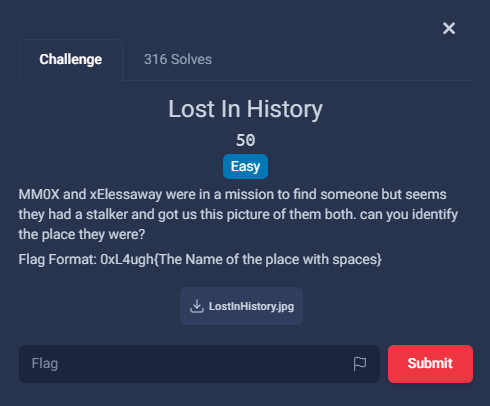 ×
Challenge
316 Solves
Lost In History
50
Easy
MM0X and xElessaway were in a mission to find someone but seems
they had a stalker and got us this picture of them both. can you identify
the place they were?
Flag Format: 0xL4ugh{The Name of the place with spaces}
LostInHistory.jpg
Flag
Submit